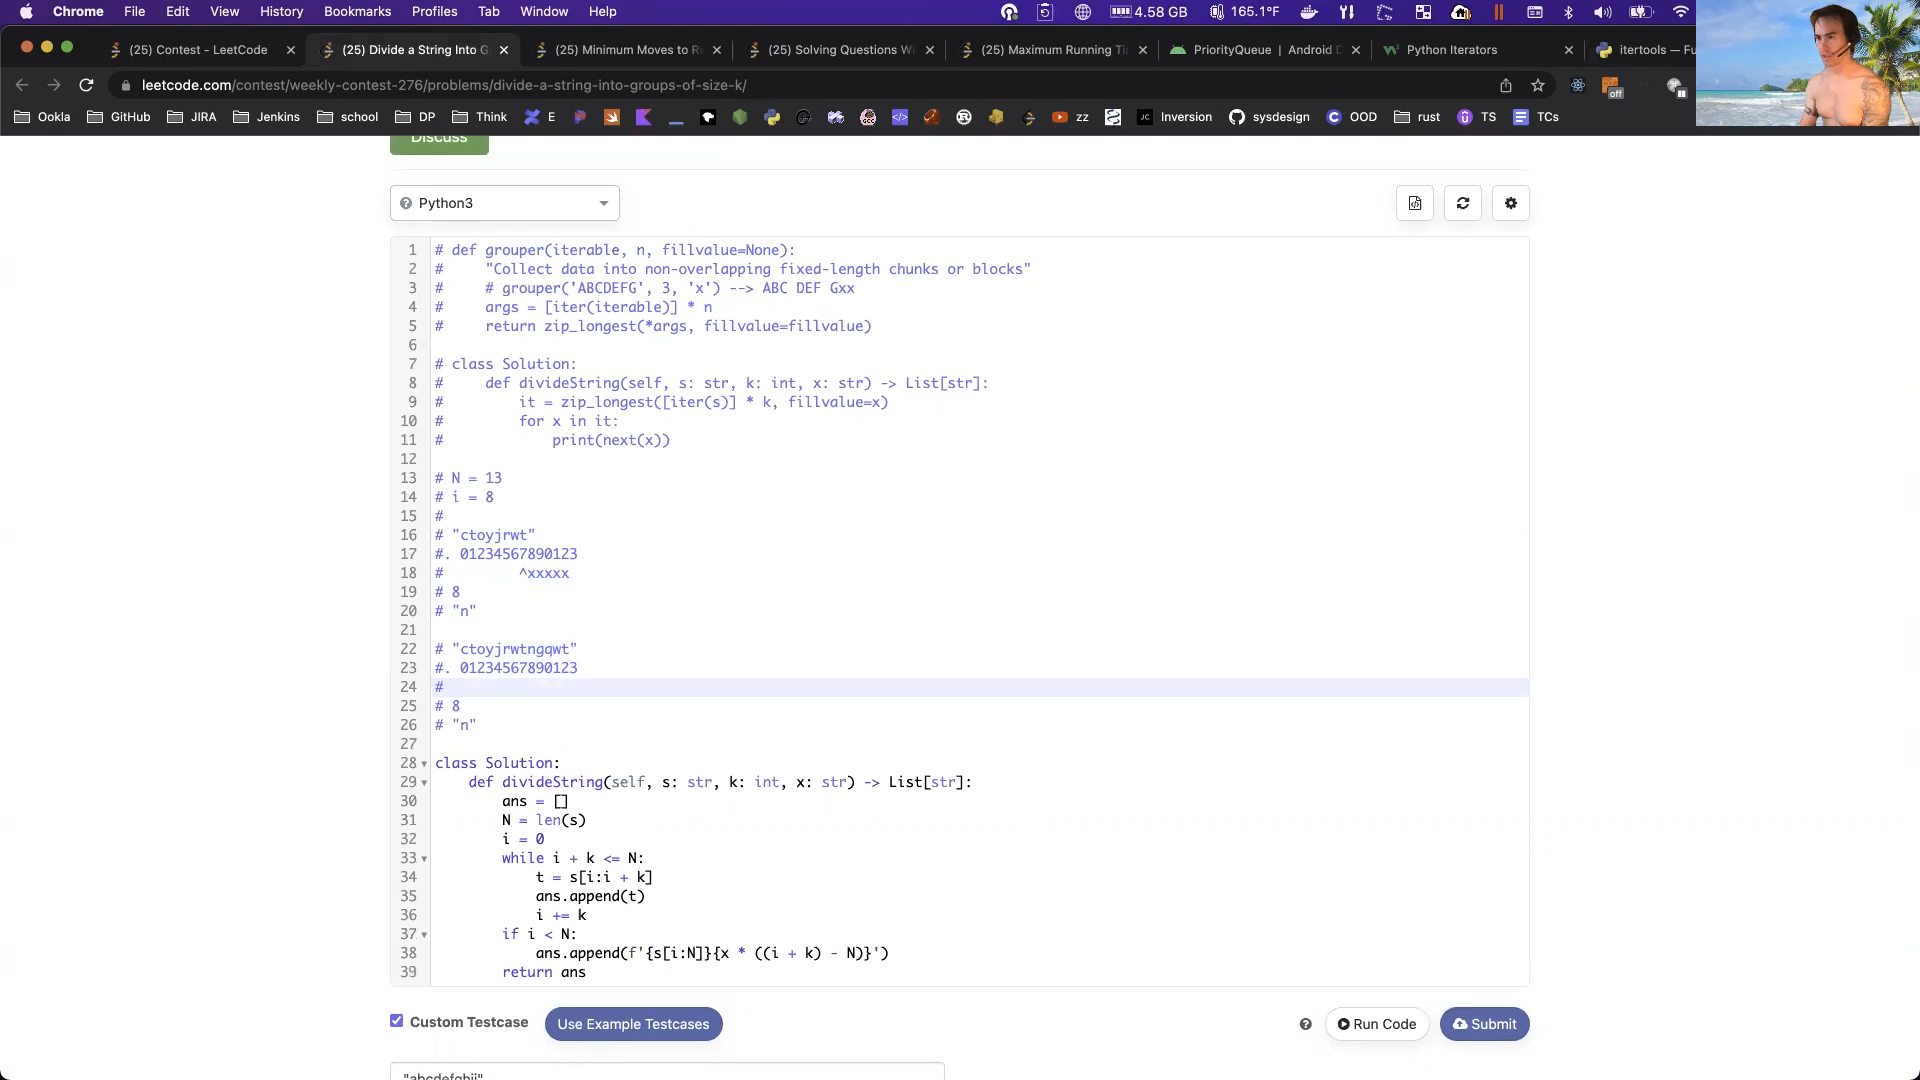 Chrome File Edit View History Bookmarks Profiles Tab Window Help 4.58 GB 165.1°F
(25) Contest - LeetCode (25) Divide a String Into G (25) Minimum Moves to R (25) Solving Questions W (25) Maximum Running Ti PriorityQueue | Android D Python Iterators itertools — Fu
leetcode.com/contest/weekly-contest-276/problems/divide-a-string-into-groups-of-size-k/ off
Ookla GitHub JIRA Jenkins school DP Think E zz JC Inversion sysdesign OOD rust TS TCs
Discuss
Python3
1 # def grouper(iterable, n, fillvalue=None):
2 # "Collect data into non-overlapping fixed-length chunks or blocks"
3 # # grouper('ABCDEFG', 3, 'x') --> ABC DEF Gxx
4 # args = [iter(iterable)] * n
5 # return zip_longest(*args, fillvalue=fillvalue)
6
7 # class Solution:
8 # def divideString(self, s: str, k: int, x: str) -> List[str]:
9 # it = zip_longest([iter(s)] * k, fillvalue=x)
10 # for x in it:
11 # print(next(x))
12
13 # N = 13
14 # i = 8
15 #
16 # "ctoyjrwt"
17 #. 01234567890123
18 # ^xxxxx
19 # 8
20 # "n"
21
22 # "ctoyjrwtngqwt"
23 #. 01234567890123
24 #
25 # 8
26 # "n"
27
28 class Solution:
29 def divideString(self, s: str, k: int, x: str) -> List[str]:
30 ans = []
31 N = len(s)
32 i = 0
33 while i + k <= N:
34 t = s[i:i + k]
35 ans.append(t)
36 i += k
37 if i < N:
38 ans.append(f'{s[i:N]}{x * ((i + k) - N)}')
39 return ans
Custom Testcase Use Example Testcases Run Code Submit
"abcdefghij"